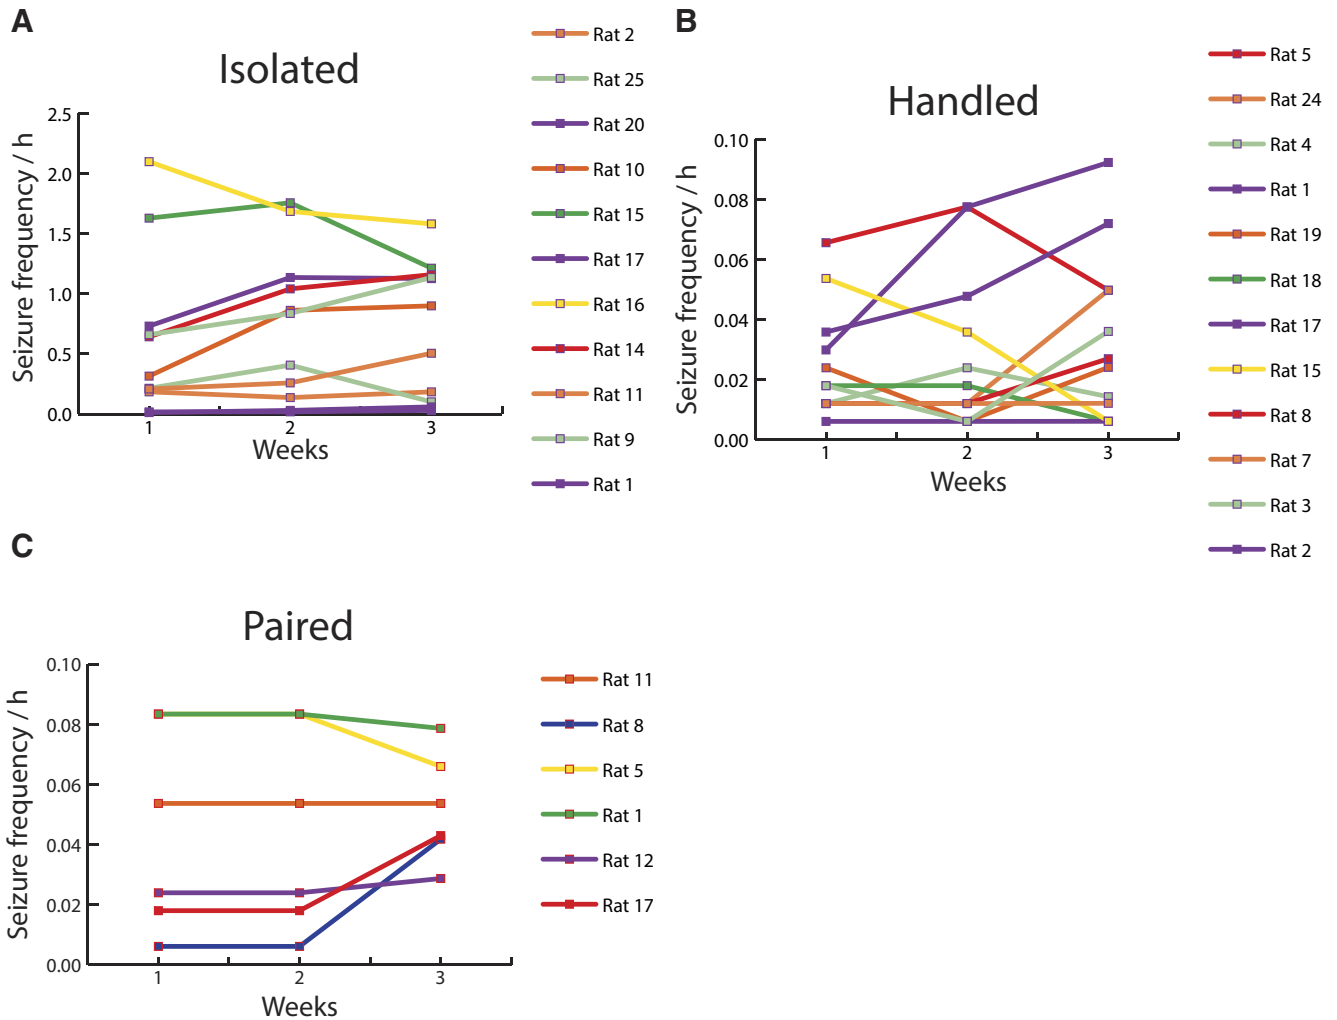 A
Isolated
Seizure frequency / h
2.5
2.0
1.5
1.0
0.5
0.0
1
2
3
Weeks
Rat 2
Rat 25
Rat 20
Rat 10
Rat 15
Rat 17
Rat 16
Rat 14
Rat 11
Rat 9
Rat 1
B
Handled
Seizure frequency / h
0.10
0.08
0.06
0.04
0.02
0.00
1
2
3
Weeks
Rat 5
Rat 24
Rat 4
Rat 1
Rat 19
Rat 18
Rat 17
Rat 15
Rat 8
Rat 7
Rat 3
Rat 2
C
Paired
Seizure frequency / h
0.10
0.08
0.06
0.04
0.02
0.00
1
2
3
Weeks
Rat 11
Rat 8
Rat 5
Rat 1
Rat 12
Rat 17